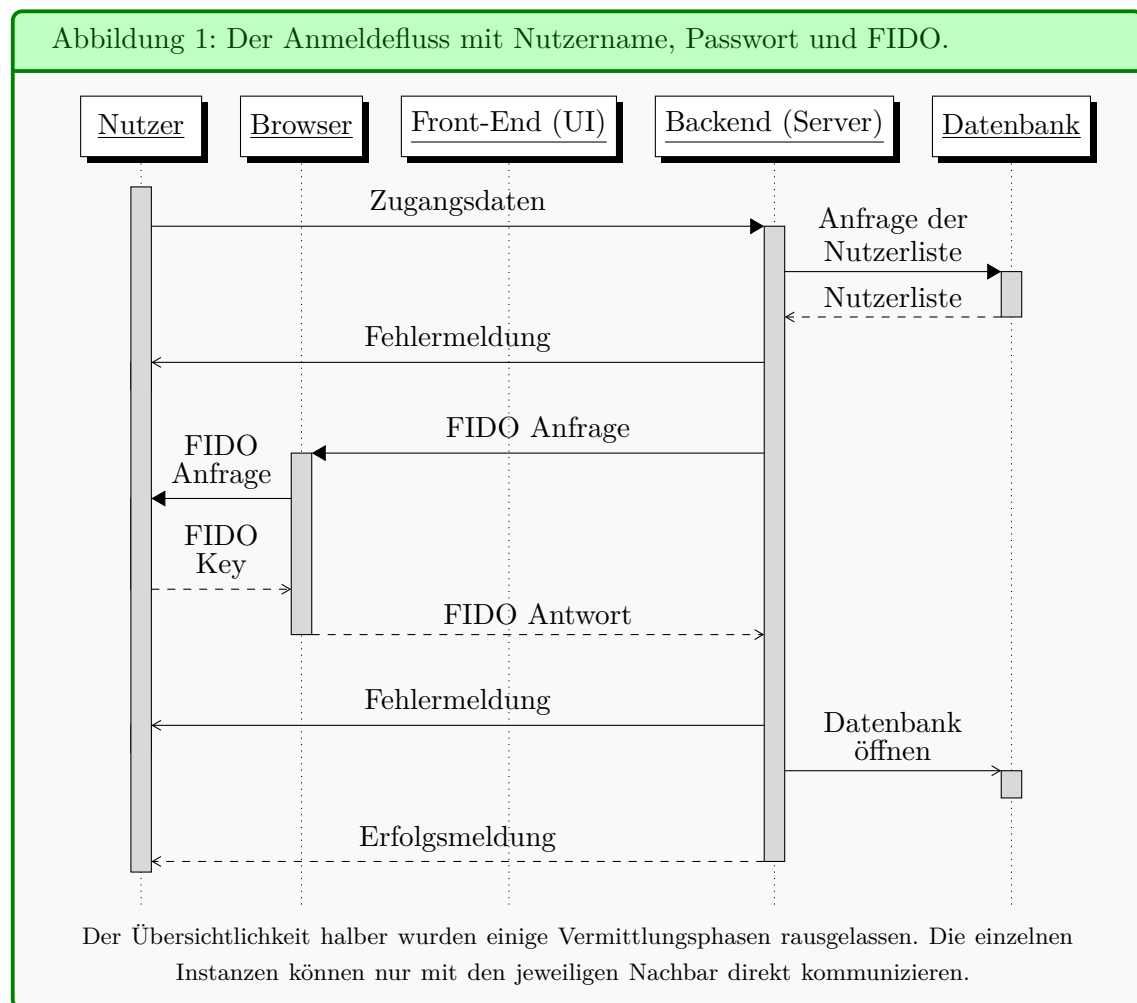 Abbildung 1: Der Anmeldefluss mit Nutzername, Passwort und FIDO.
Nutzer
Browser
Front-End (UI)
Backend (Server)
Datenbank
Zugangsdaten
Anfrage der
Nutzerliste
Nutzerliste
Fehlermeldung
FIDO Anfrage
FIDO
Anfrage
FIDO
Key
FIDO Antwort
Fehlermeldung
Datenbank
öffnen
Erfolgsmeldung
Der Übersichtlichkeit halber wurden einige Vermittlungsphasen rausgelassen. Die einzelnen
Instanzen können nur mit den jeweiligen Nachbar direkt kommunizieren.